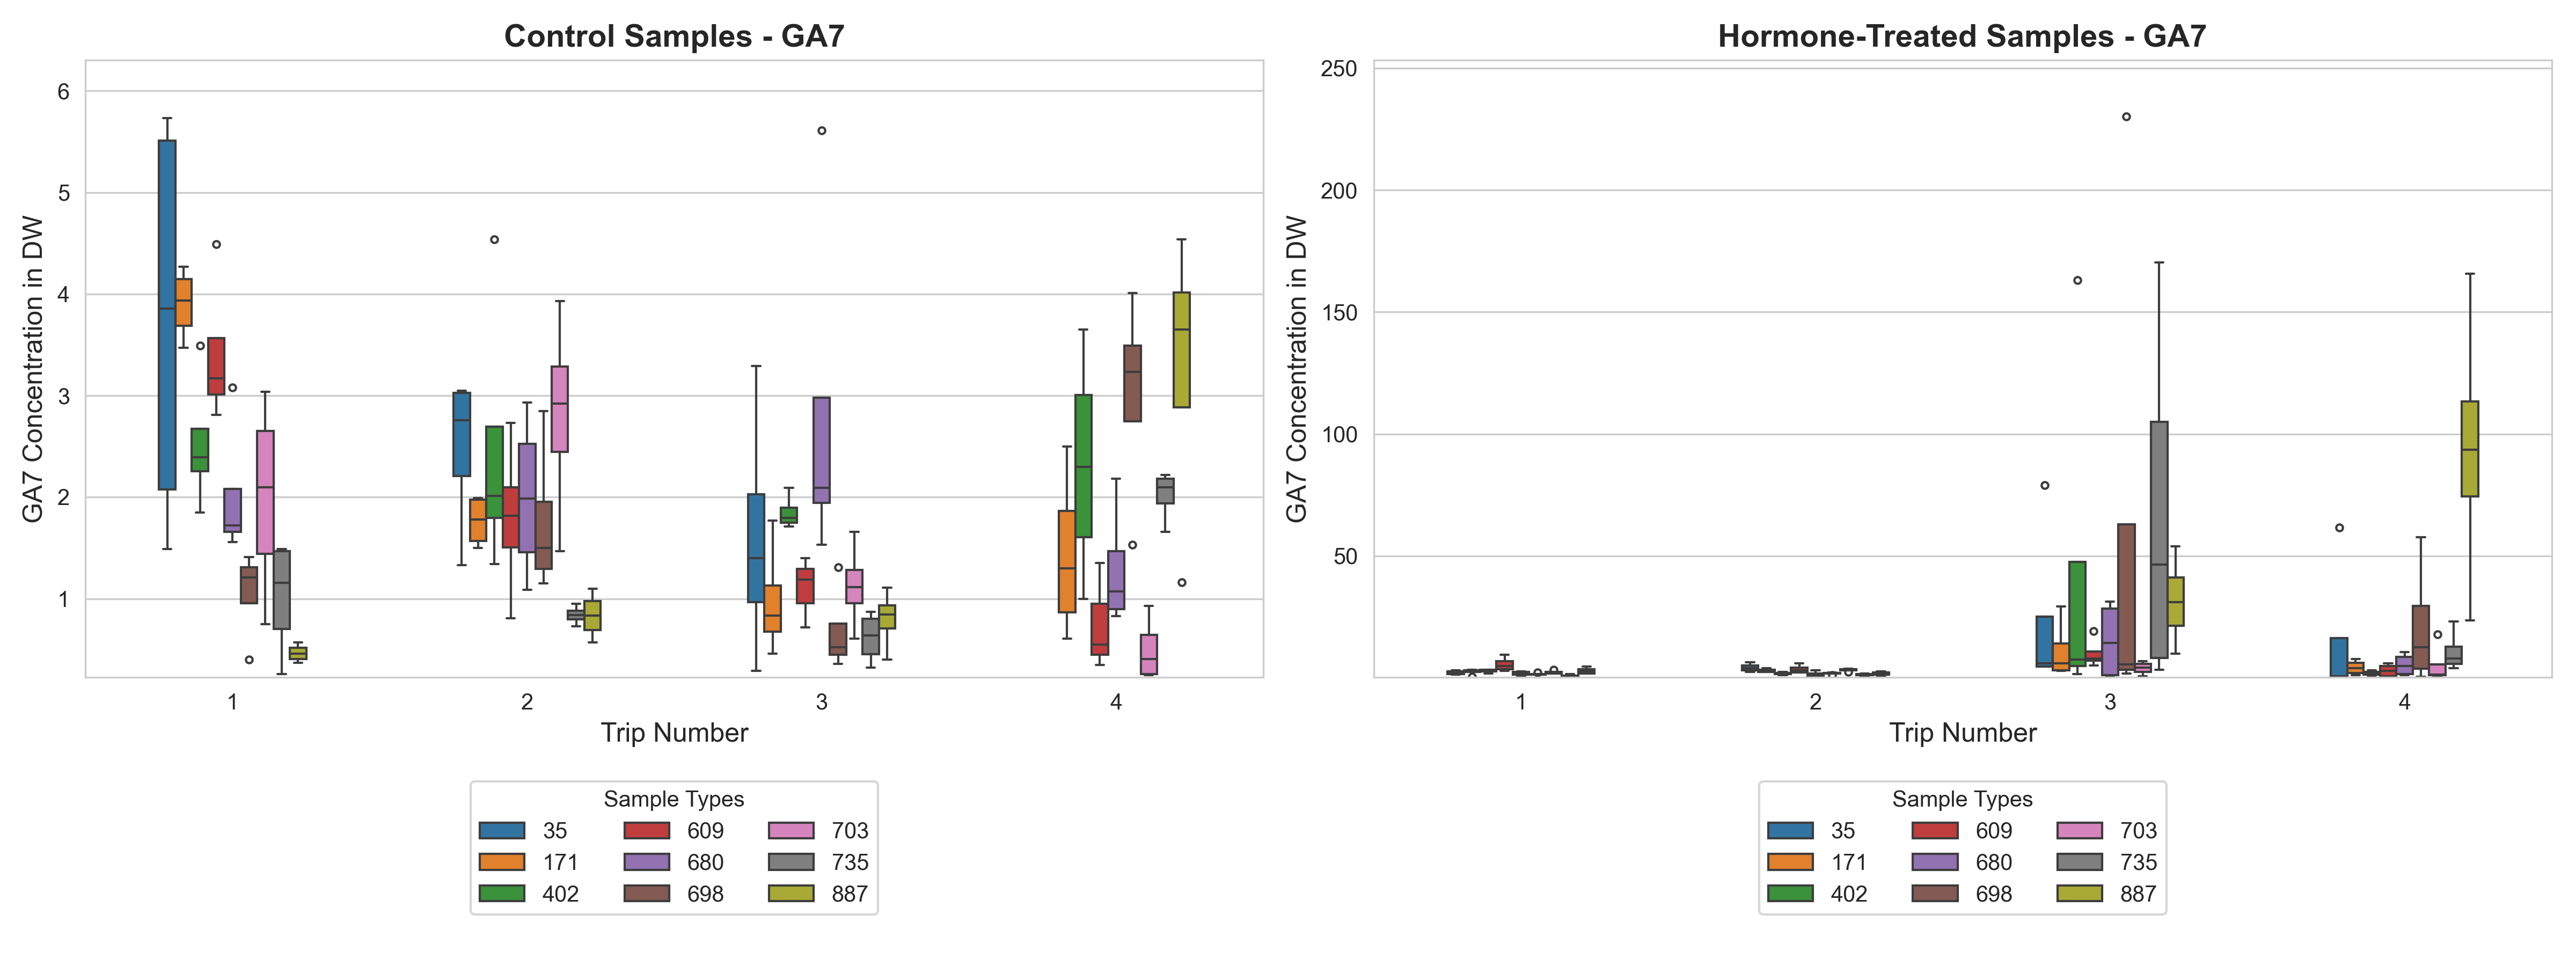 Control Samples - GA7
6
5
4
3
2
1
GA7 Concentration in DW
1 2 3 4
Trip Number
Sample Types
35 609 703
171 680 735
402 698 887
Hormone-Treated Samples - GA7
250
200
150
100
50
GA7 Concentration in DW
1 2 3 4
Trip Number
Sample Types
35 609 703
171 680 735
402 698 887